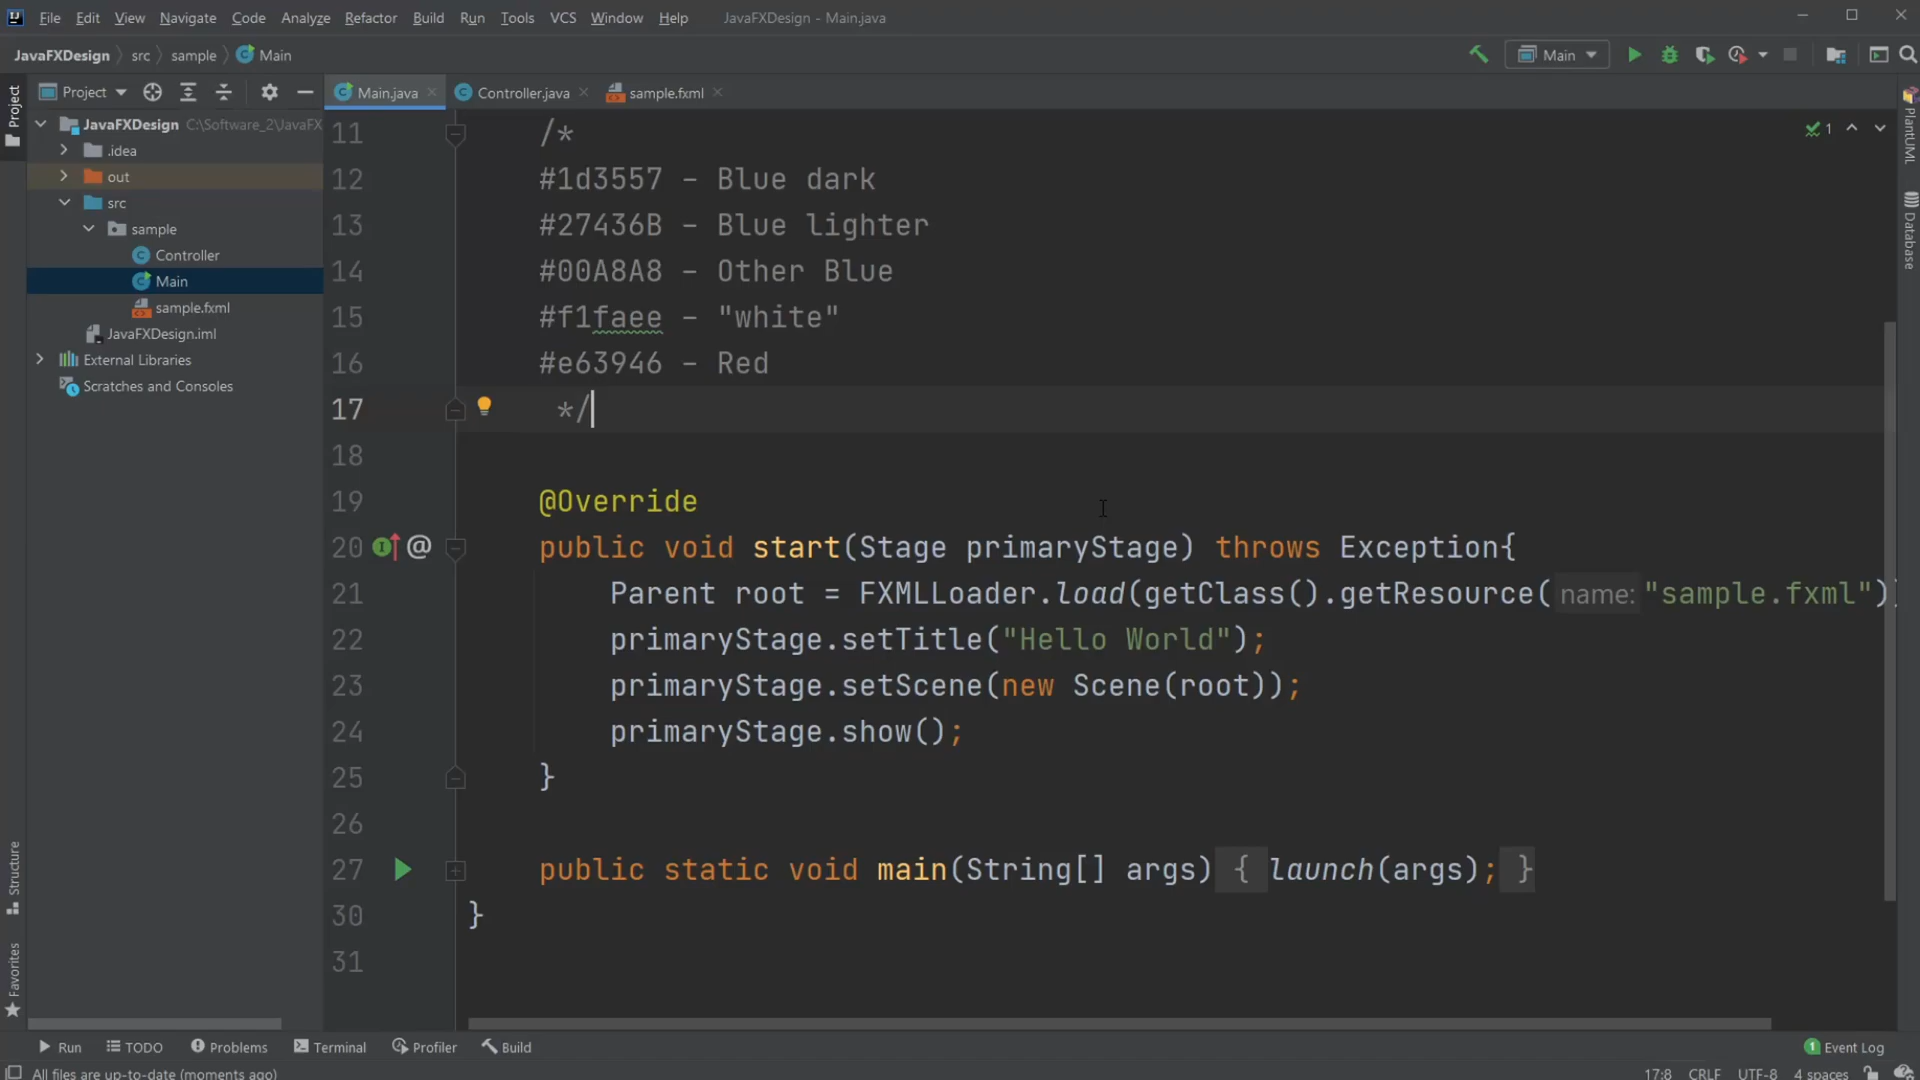 File Edit View Navigate Code Analyze Refactor Build Run Tools VCS Window Help JavaFXDesign - Main.java
JavaFXDesign src sample Main Main
Project
Project
JavaFXDesign C:\Software_2\JavaFX
.idea
out
src
sample
Controller
Main
sample.fxml
JavaFXDesign.iml
External Libraries
Scratches and Consoles
Structure
Favorites
Main.java Controller.java sample.fxml
1
11 /*
12 #1d3557 - Blue dark
13 #27436B - Blue lighter
14 #00A8A8 - Other Blue
15 #f1faee - "white"
16 #e63946 - Red
17 */
18
19 @Override
20 @ public void start(Stage primaryStage) throws Exception{
21 Parent root = FXMLLoader.load(getClass().getResource( name: "sample.fxml"))
22 primaryStage.setTitle("Hello World");
23 primaryStage.setScene(new Scene(root));
24 primaryStage.show();
25 }
26
27 public static void main(String[] args) { launch(args); }
30 }
31
PlantUML
Database
Run TODO Problems Terminal Profiler Build 1 Event Log
All files are up-to-date (moments ago) 17:8 CRLF UTF-8 4 spaces